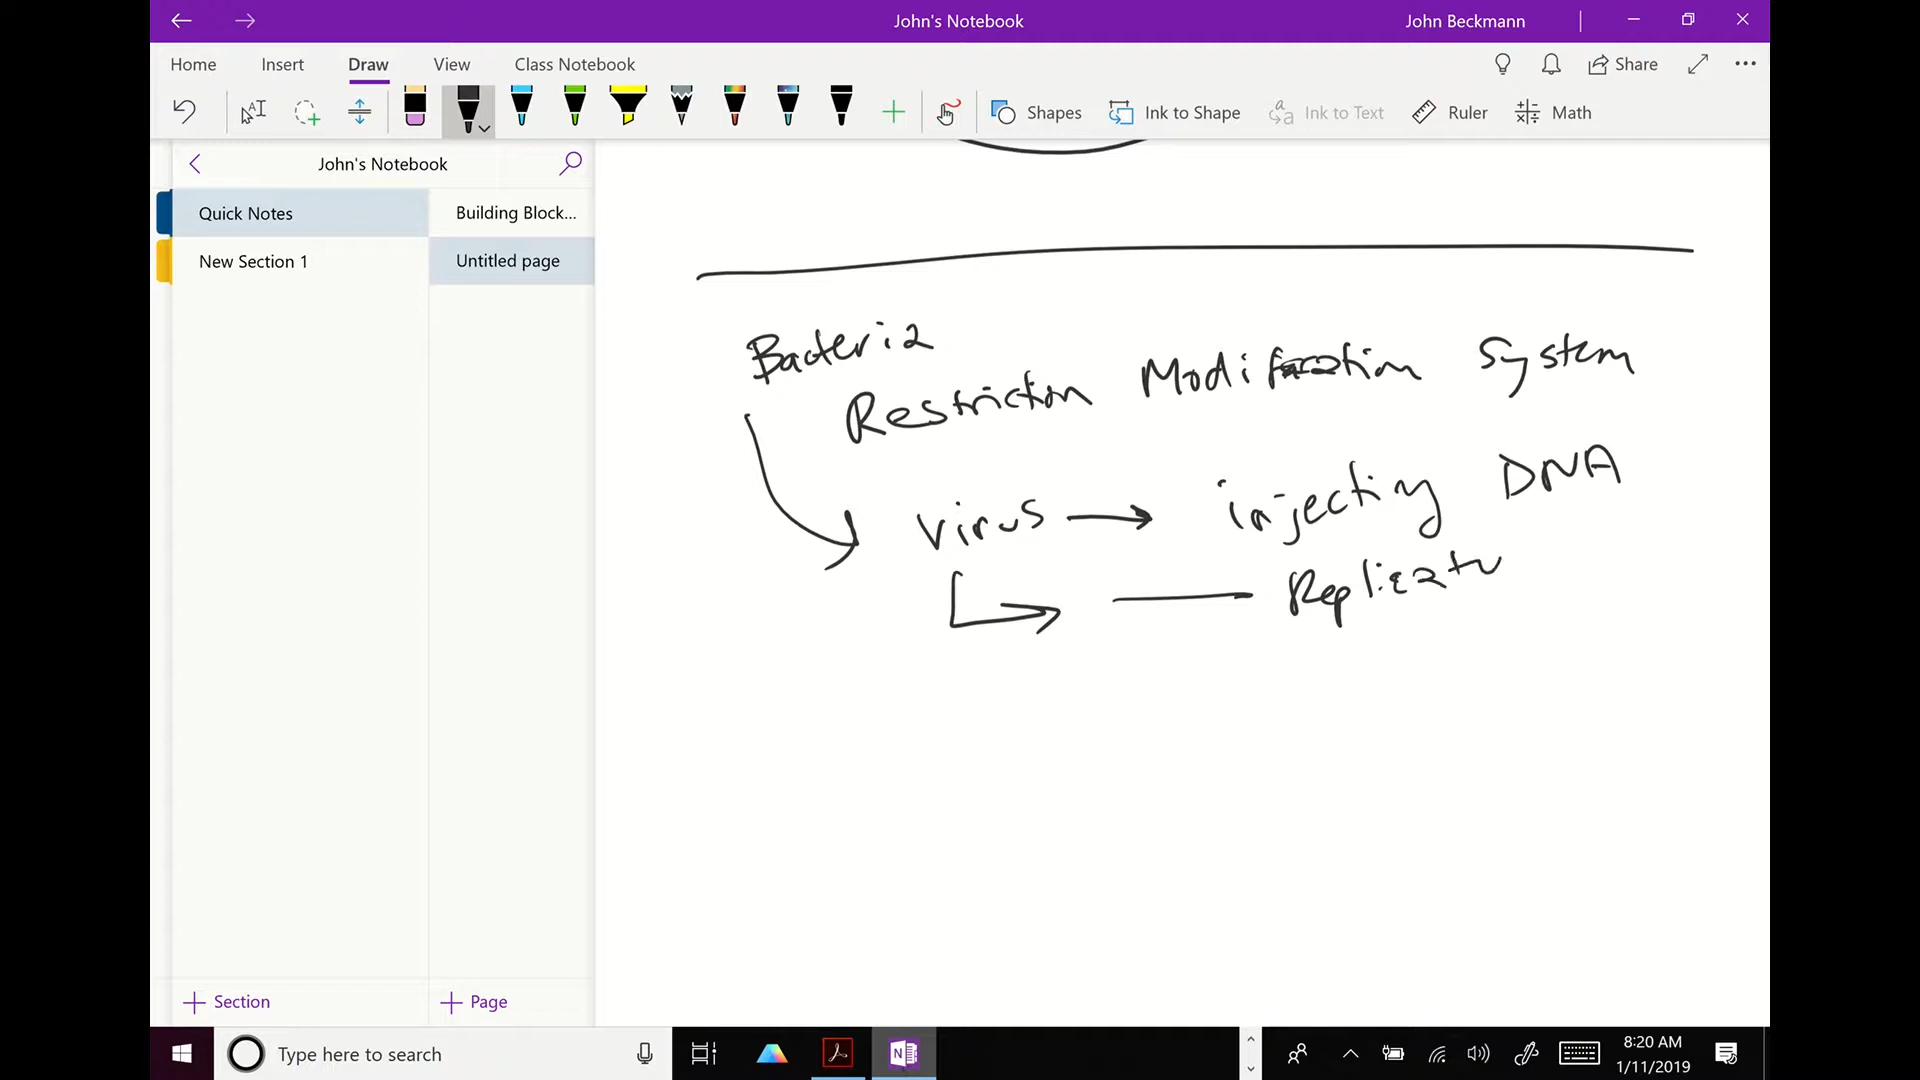 John's Notebook
John Beckmann
Home Insert Draw View Class Notebook
Share
Shapes Ink to Shape Ink to Text Ruler Math
John's Notebook
Quick Notes
New Section 1
Building Block...
Untitled page
Bacteria
Restriction Modification System
virus → injecting DNA
Section
Page
Type here to search
8:20 AM
1/11/2019